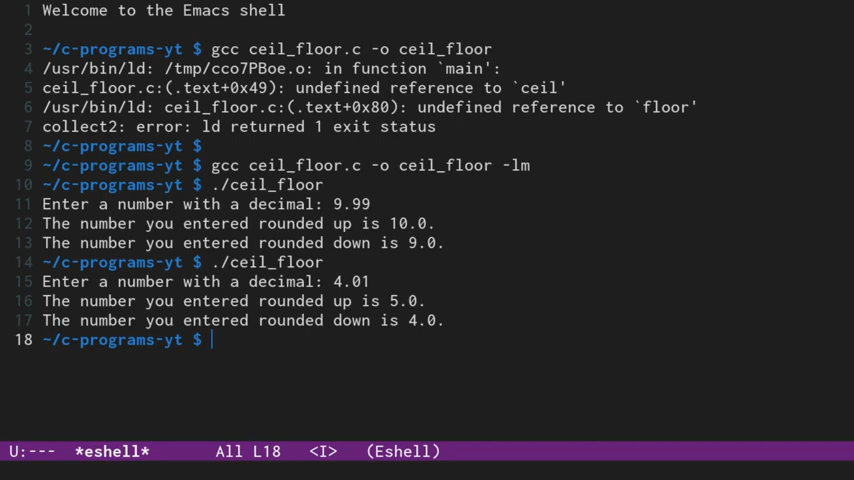 1 Welcome to the Emacs shell
2
3 ~/c-programs-yt $ gcc ceil_floor.c -o ceil_floor
4 /usr/bin/ld: /tmp/cco7PBoe.o: in function `main':
5 ceil_floor.c:(.text+0x49): undefined reference to `ceil'
6 /usr/bin/ld: ceil_floor.c:(.text+0x80): undefined reference to `floor'
7 collect2: error: ld returned 1 exit status
8 ~/c-programs-yt $
9 ~/c-programs-yt $ gcc ceil_floor.c -o ceil_floor -lm
10 ~/c-programs-yt $ ./ceil_floor
11 Enter a number with a decimal: 9.99
12 The number you entered rounded up is 10.0.
13 The number you entered rounded down is 9.0.
14 ~/c-programs-yt $ ./ceil_floor
15 Enter a number with a decimal: 4.01
16 The number you entered rounded up is 5.0.
17 The number you entered rounded down is 4.0.
18 ~/c-programs-yt $
U:--- *eshell* All L18 <I> (Eshell)